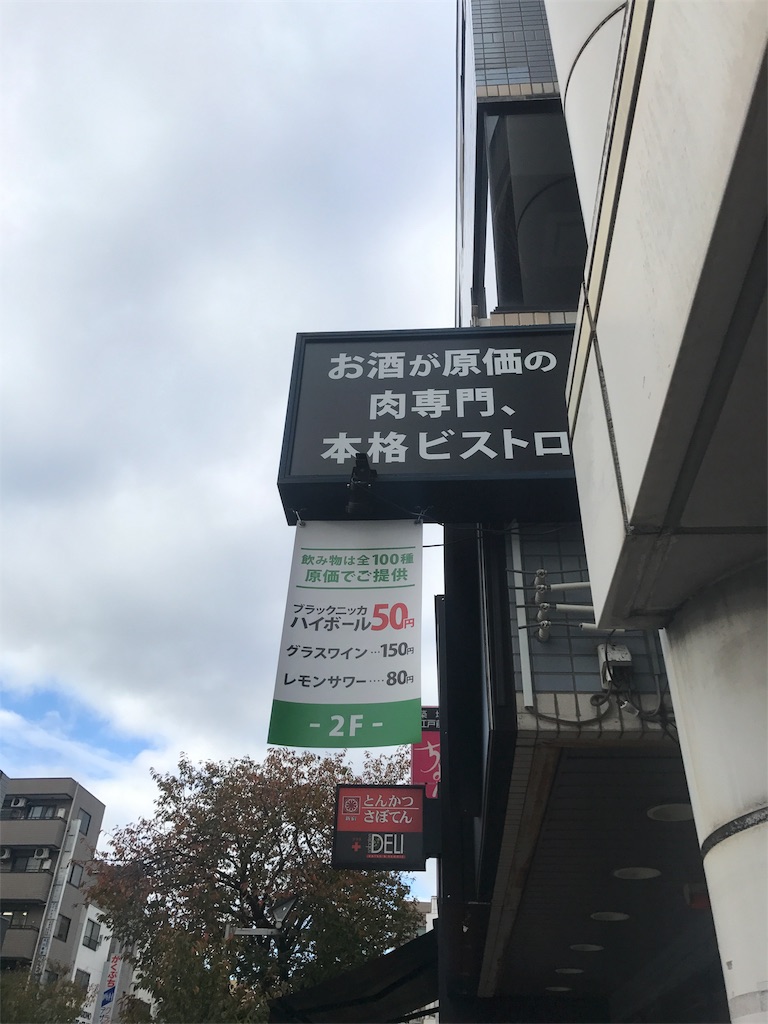 お酒が原価の
肉専門、
本格ビストロ
飲み物は全100種
原価でご提供
ブラックニッカ
ハイボール50円
グラスワイン…150円
レモンサワー‥‥80円
- 2F -
とんかつ
さぼてん
DELI